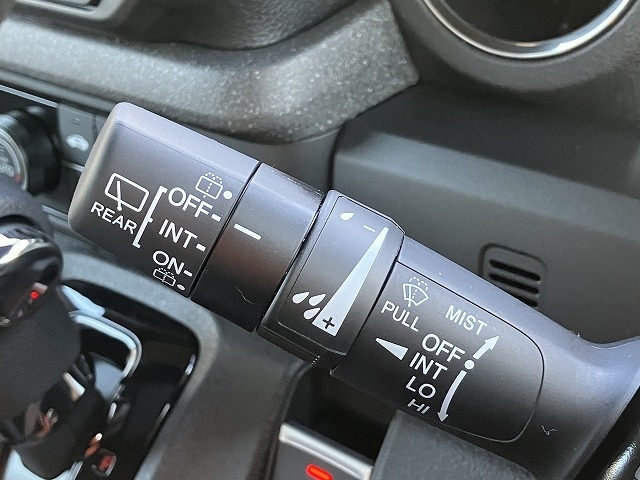 REAR
OFF
INT
ON
−
+
PULL
MIST
OFF
INT
LO
HI